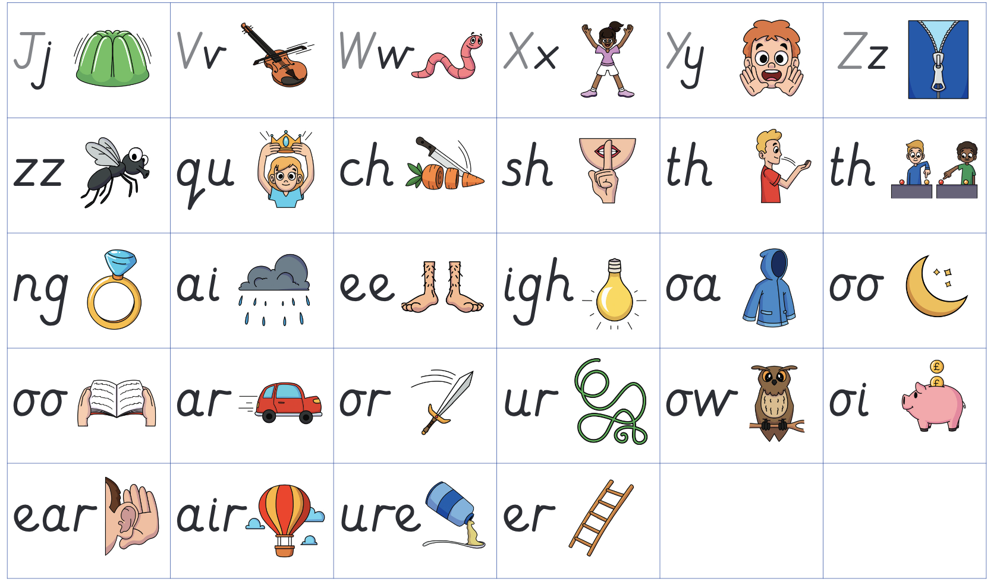 Jj Vv Ww Xx Yy Zz
zz qu ch sh th th
ng ai ee igh oa oo
oo ar or ur ow oi
£
£
ear air ure er